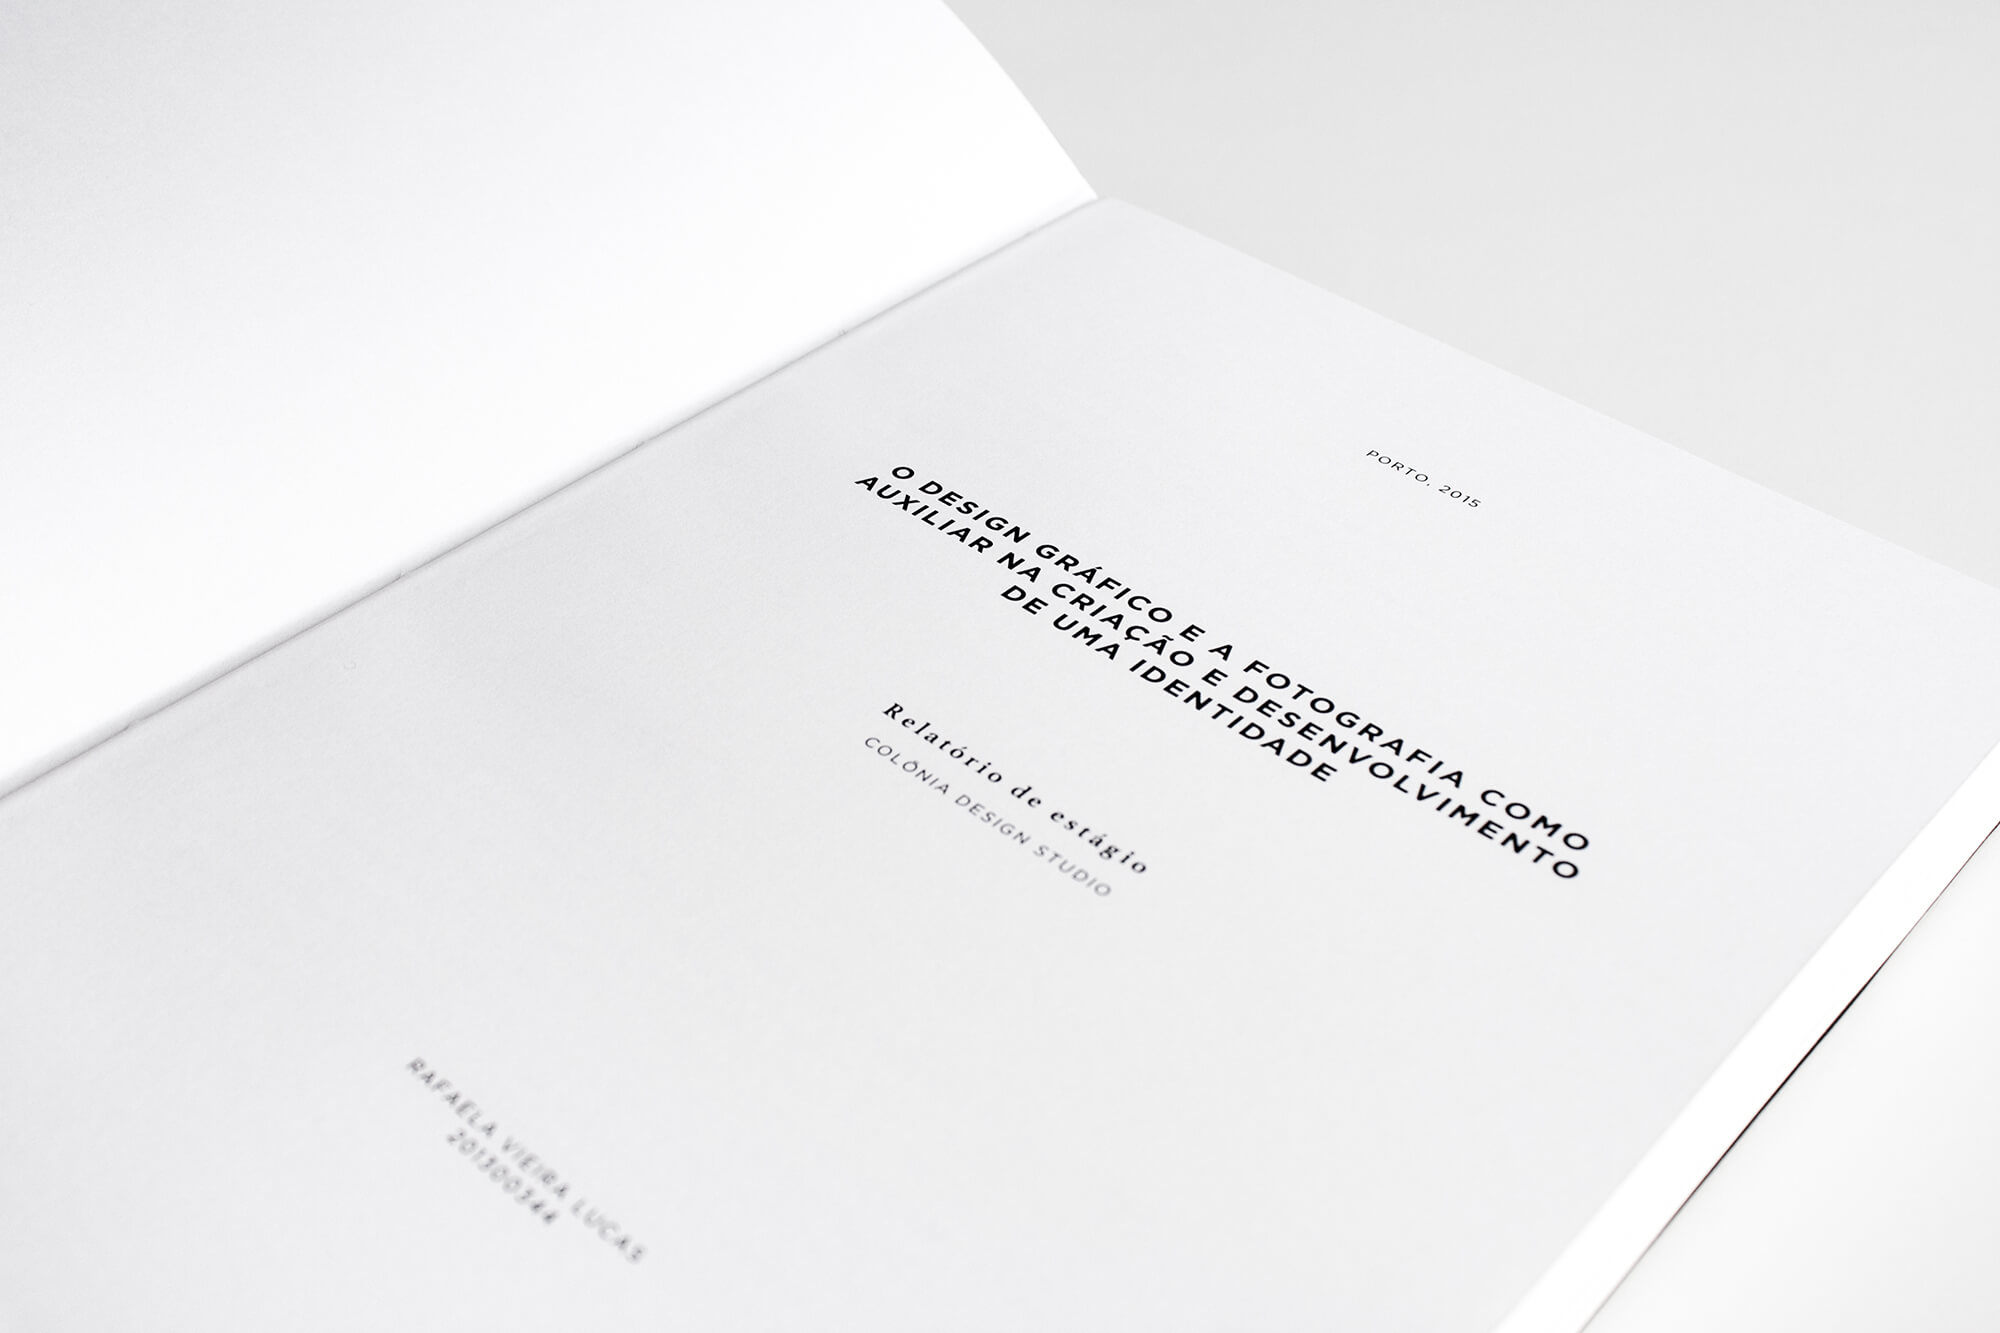 PORTO, 2015
O DESIGN GRÁFICO E A FOTOGRAFIA COMO
AUXILIAR NA CRIAÇÃO E DESENVOLVIMENTO
DE UMA IDENTIDADE
Relatório de estágio
COLÓNIA DESIGN STUDIO
RAFAELA VIEIRA LUCAS
201300344